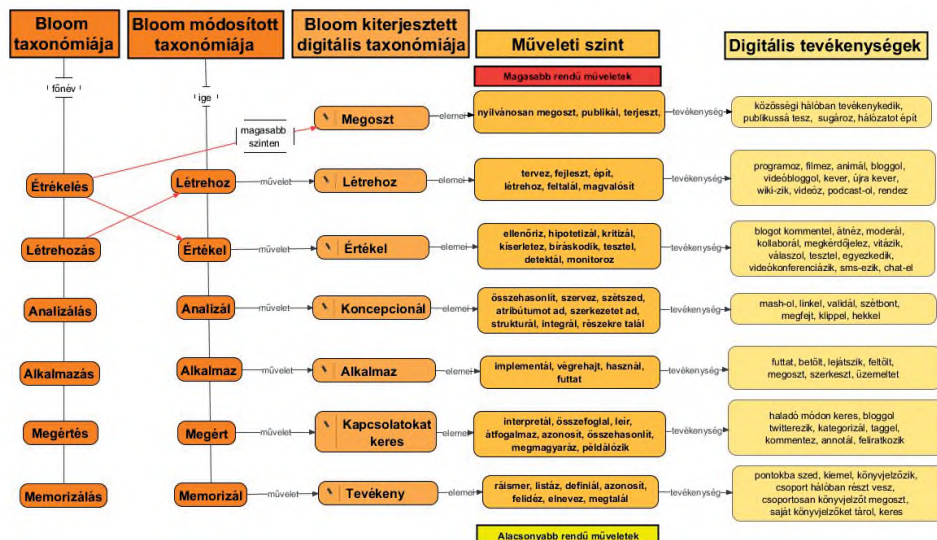 Bloom
taxonómiája
Bloom módosított
taxonómiája
Bloom kiterjesztett
digitális taxonómiája
Műveleti szint
Digitális tevékenységek
főnév
ige
Magasabb rendű műveletek
magasabb
szinten
Megoszt
elemei
nyilvánosan megoszt, publikál, terjeszt,
tevékenység
közösségi hálóban tevékenykedik,
publikussá tesz, sugároz, hálózatot épít
Étrékelés
Létrehoz
művelet
Létrehoz
elemei
tervez, fejleszt, épít,
létrehoz, feltalál, magvalósít
tevékenység
programoz, filmez, animál, bloggol,
videóbloggol, kever, újra kever,
wiki-zik, videóz, podcast-ol, rendez
Létrehozás
Értékel
művelet
Értékel
elemei
ellenőriz, hipotetizál, kritizál,
kíserletez, bíráskodik, tesztel,
detektál, monitoroz
tevékenység
blogot kommentel, átnéz, moderál,
kollaborál, megkérdőjelez, vitázik,
válaszol, tesztel, egyezkedik,
videókonferenciázik, sms-ezik, chat-el
Analizálás
Analizál
művelet
Koncepcionál
elemei
összehasonlít, szervez, szétszed,
atribútumot ad, szerkezetet ad,
strukturál, integrál, részekre talál
tevékenység
mash-ol, linkel, validál, szétbont,
megfejt, klippel, hekkel
Alkalmazás
Alkalmaz
művelet
Alkalmaz
elemei
implementál, végrehajt, használ,
futtat
tevékenység
futtat, betölt, lejátszik, feltölt,
megoszt, szerkeszt, üzemeltet
Megértés
Megért
művelet
Kapcsolatokat
keres
elemei
interpretál, összefoglal, leír,
átfogalmaz, azonosít, összehasonlít,
megmagyaráz, példálózik
tevékenység
haladó módon keres, bloggol
twitterezik, kategorizál, taggel,
kommentez, annotál, feliratkozik
Memorizálás
Memorizál
művelet
Tevékeny
elemei
ráismer, listáz, definiál, azonosít,
felidéz, elnevez, megtalál
tevékenység
pontokba szed, kiemel, könyvjelzőzik,
csoport hálóban részt vesz,
csoportosan könyvjelzőt megoszt,
saját könyvjelzőket tárol, keres
Alacsonyabb rendű műveletek